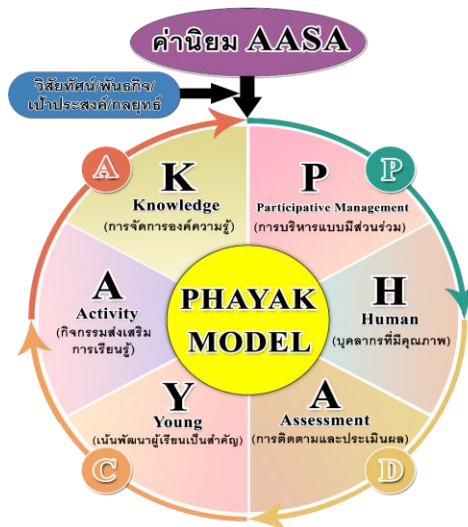 ค่านิยม AASA
วิสัยทัศน์/พันธกิจ/
เป้าประสงค์/กลยุทธ์
A
P
K
Knowledge
(การจัดการองค์ความรู้)
P
Participative Management
(การบริหารแบบมีส่วนร่วม)
A
Activity
(กิจกรรมส่งเสริม
การเรียนรู้)
PHAYAK
MODEL
H
Human
(บุคลากรที่มีคุณภาพ)
Y
Young
(เน้นพัฒนาผู้เรียนเป็นสำคัญ)
A
Assessment
(การติดตามและประเมินผล)
C
D